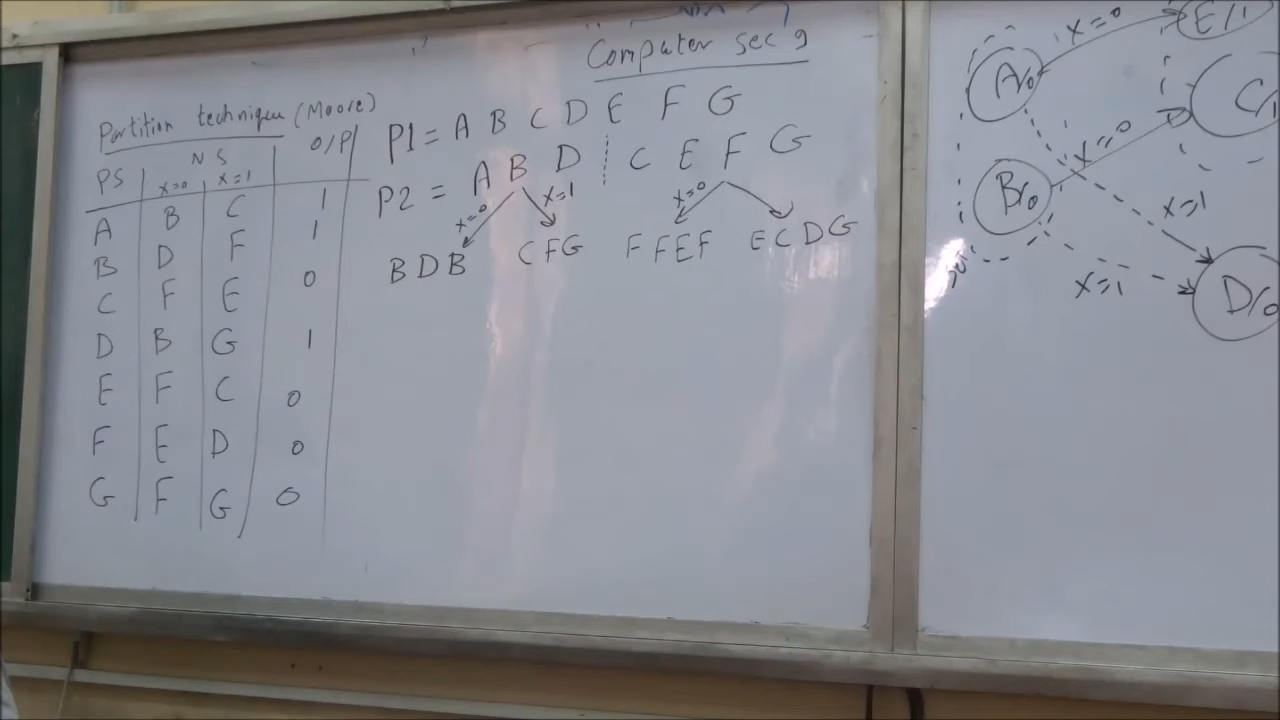 Computer sec 9
Partition technique (Moore)
PS NS O/P
x=0 x=1
A B C 1
B D F 1
C F E 0
D B G 1
E F C 0
F E D 0
G F G 0
P1 = A B C D E F G
P2 = A B D C E F G
x=0 x=1 x=0
B D B C F G F F E F E C D G
A/0 x=0 E/1
B/0 x=0 C/1
x=1
x=1 D/0